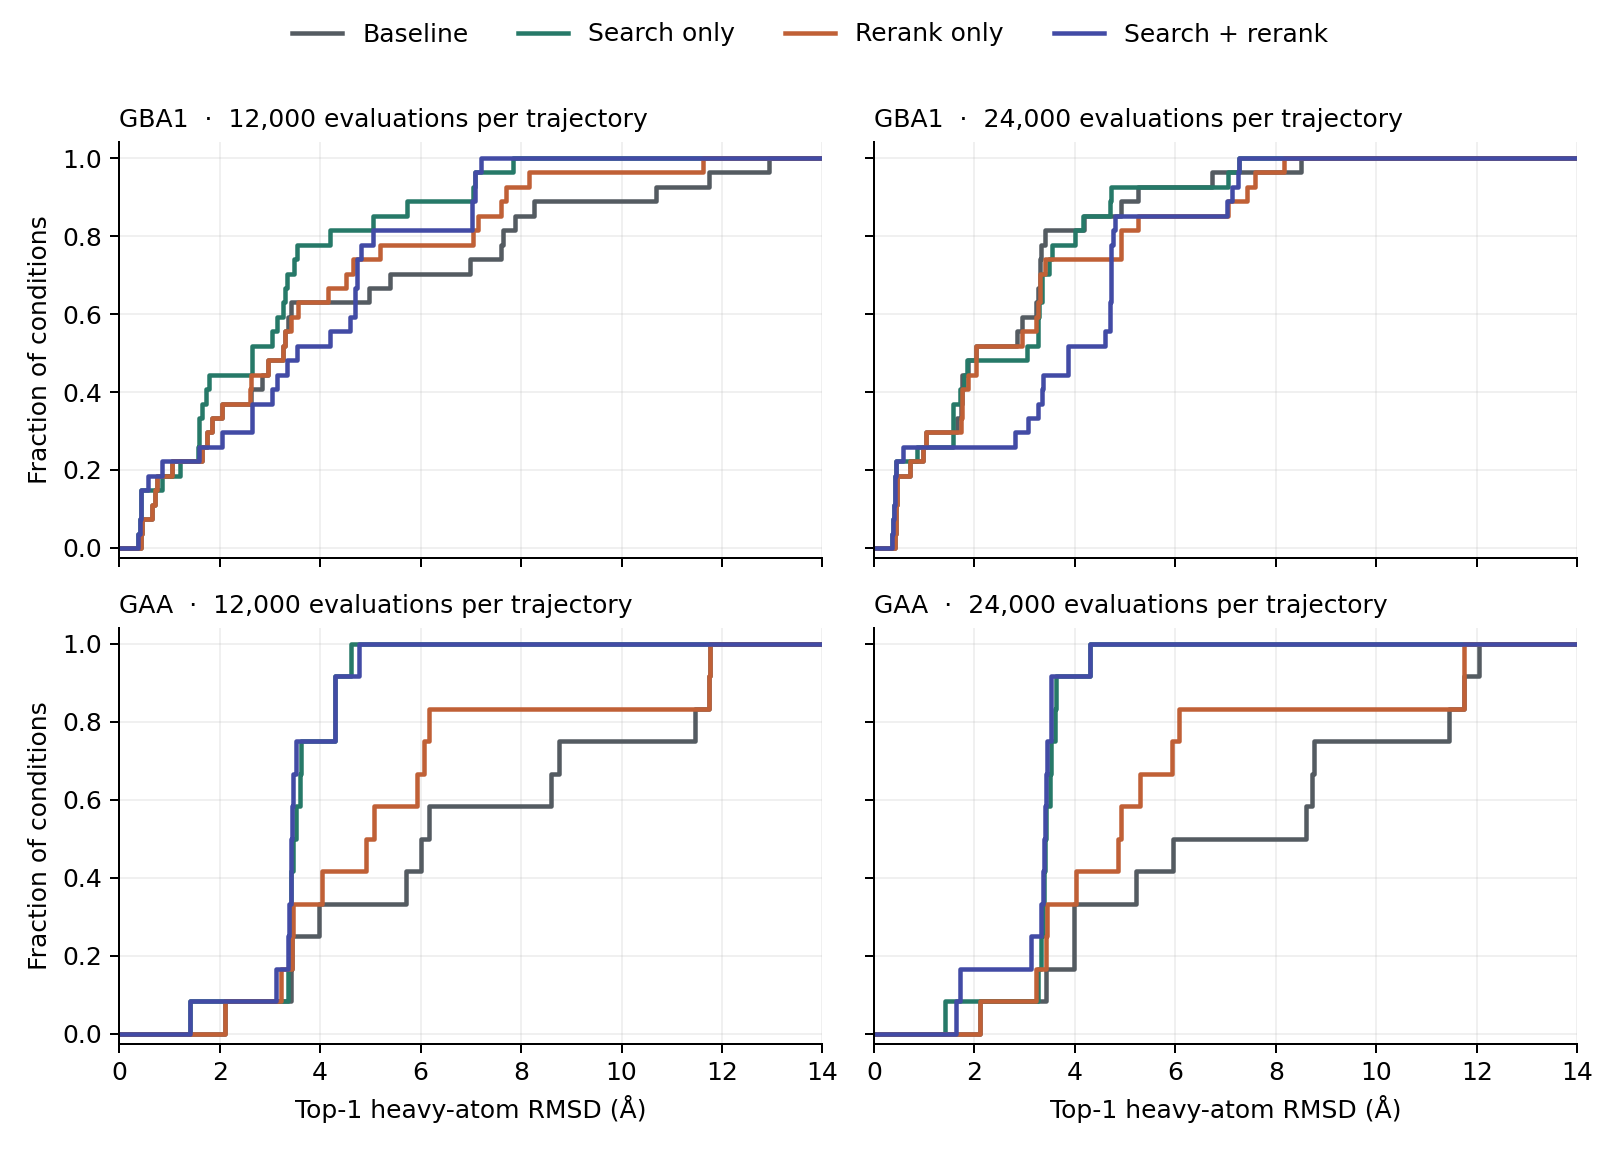 Baseline  Search only  Rerank only  Search + rerank
GBA1 · 12,000 evaluations per trajectory
Fraction of conditions
1.0
0.8
0.6
0.4
0.2
0.0
GBA1 · 24,000 evaluations per trajectory
GAA · 12,000 evaluations per trajectory
Fraction of conditions
1.0
0.8
0.6
0.4
0.2
0.0
0 2 4 6 8 10 12 14
Top-1 heavy-atom RMSD (Å)
GAA · 24,000 evaluations per trajectory
0 2 4 6 8 10 12 14
Top-1 heavy-atom RMSD (Å)